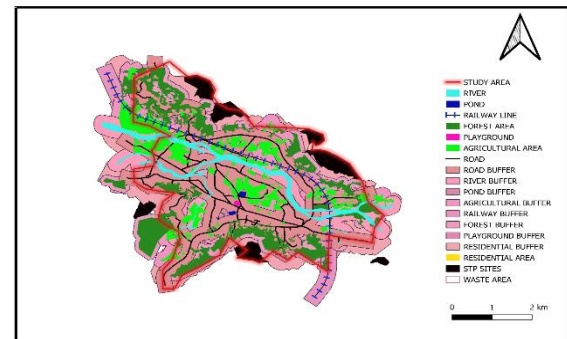 STUDY AREA
RIVER
POND
RAILWAY LINE
FOREST AREA
PLAYGROUND
AGRICULTURAL AREA
ROAD
ROAD BUFFER
RIVER BUFFER
POND BUFFER
AGRICULTURAL BUFFER
RAILWAY BUFFER
FOREST BUFFER
PLAYGROUND BUFFER
RESIDENTIAL BUFFER
RESIDENTIAL AREA
STP SITES
WASTE AREA
0 1 2 km